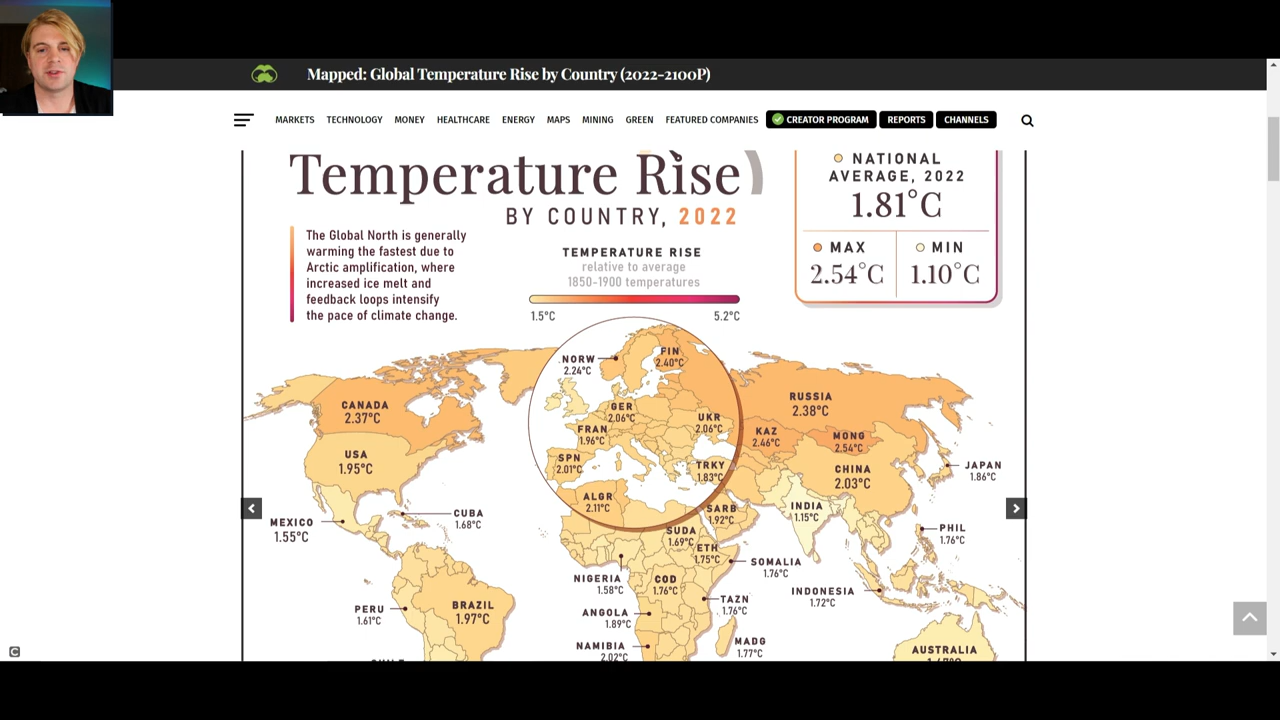 Mapped: Global Temperature Rise by Country (2022-2100P)
MARKETS TECHNOLOGY MONEY HEALTHCARE ENERGY MAPS MINING GREEN FEATURED COMPANIES CREATOR PROGRAM REPORTS CHANNELS
Temperature Rise
BY COUNTRY, 2022
NATIONAL
AVERAGE, 2022
1.81°C
MAX
2.54°C
MIN
1.10°C
The Global North is generally
warming the fastest due to
Arctic amplification, where
increased ice melt and
feedback loops intensify
the pace of climate change.
TEMPERATURE RISE
relative to average
1850-1900 temperatures
1.5°C
5.2°C
NORW
2.24°C
FIN
2.40°C
CANADA
2.37°C
RUSSIA
2.38°C
GER
2.06°C
UKR
2.06°C
FRAN
1.96°C
KAZ
2.46°C
MONG
2.54°C
USA
1.95°C
SPN
2.01°C
TRKY
1.83°C
CHINA
2.03°C
JAPAN
1.86°C
ALGR
2.11°C
CUBA
1.68°C
SARB
1.92°C
INDIA
1.15°C
MEXICO
1.55°C
SUDA
1.69°C
PHIL
1.76°C
ETH
1.75°C
SOMALIA
1.76°C
NIGERIA
1.58°C
COD
1.76°C
INDONESIA
1.72°C
PERU
1.61°C
BRAZIL
1.97°C
ANGOLA
1.89°C
TAZN
1.76°C
NAMIBIA
2.02°C
MADG
1.77°C
AUSTRALIA